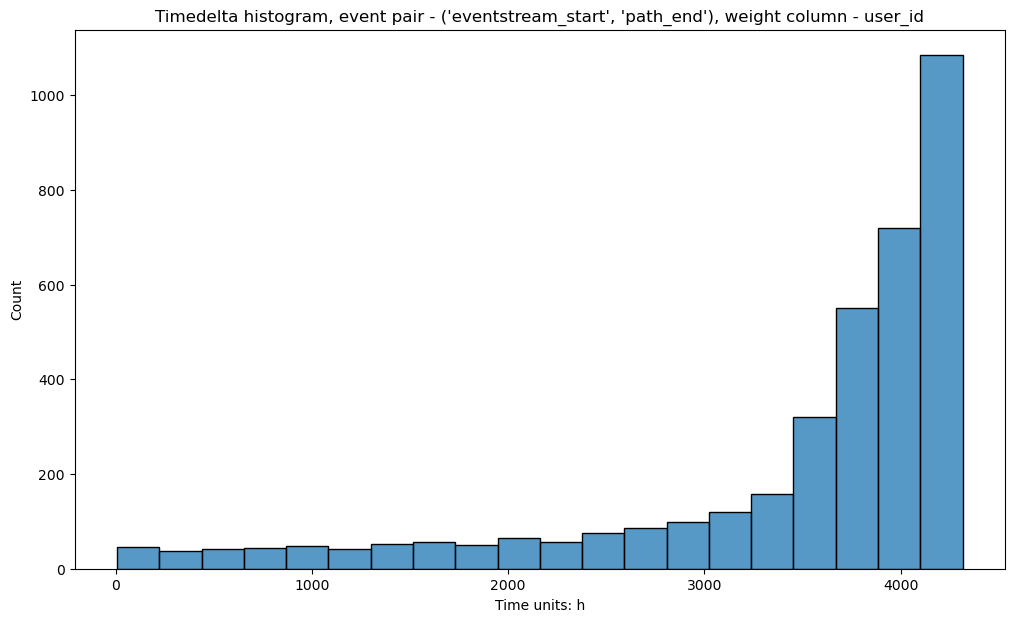 Timedelta histogram, event pair - ('eventstream_start', 'path_end'), weight column - user_id
1000
800
600
400
200
0
Count
0 1000 2000 3000 4000
Time units: h